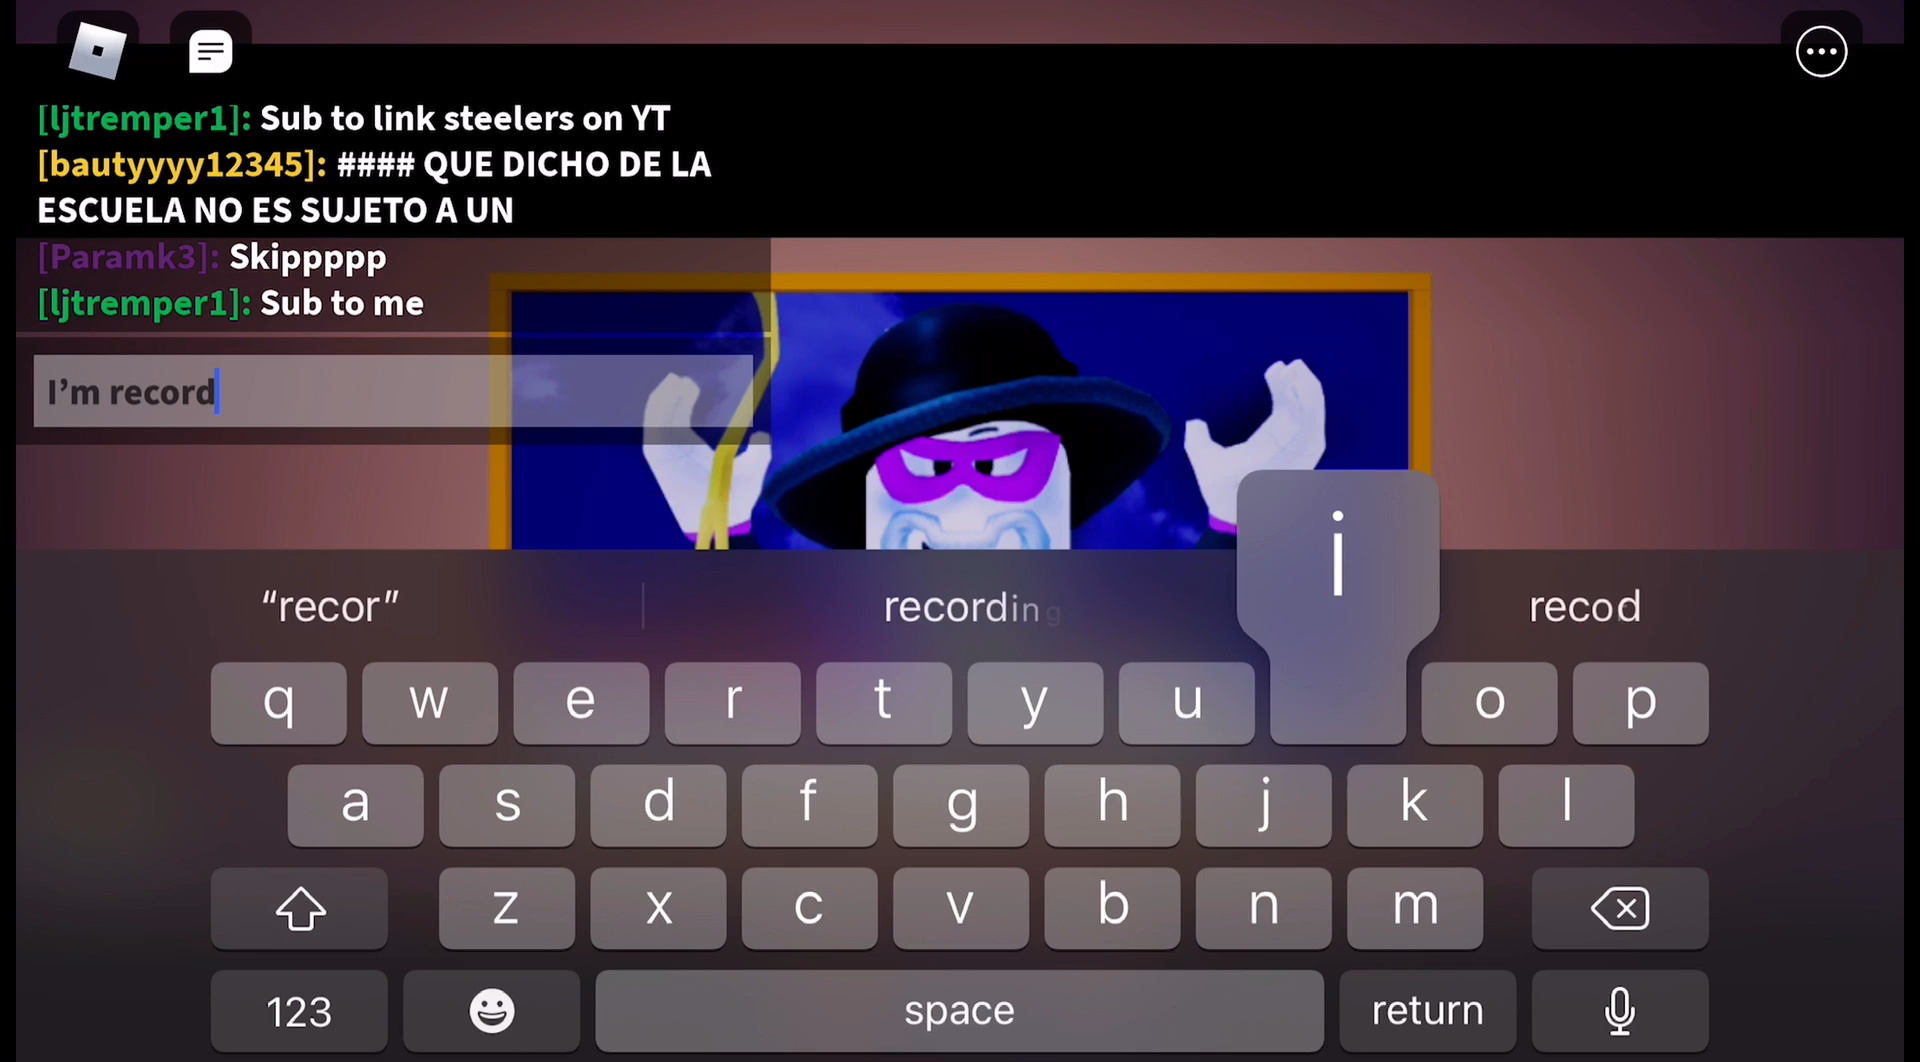 [ljtremper1]: Sub to link steelers on YT
[bautyyyy12345]: #### QUE DICHO DE LA
ESCUELA NO ES SUJETO A UN
[Paramk3]: Skippppp
[ljtremper1]: Sub to me
I’m record
“recor” recording recod
i
q w e r t y u o p
a s d f g h j k l
z x c v b n m
123 space return